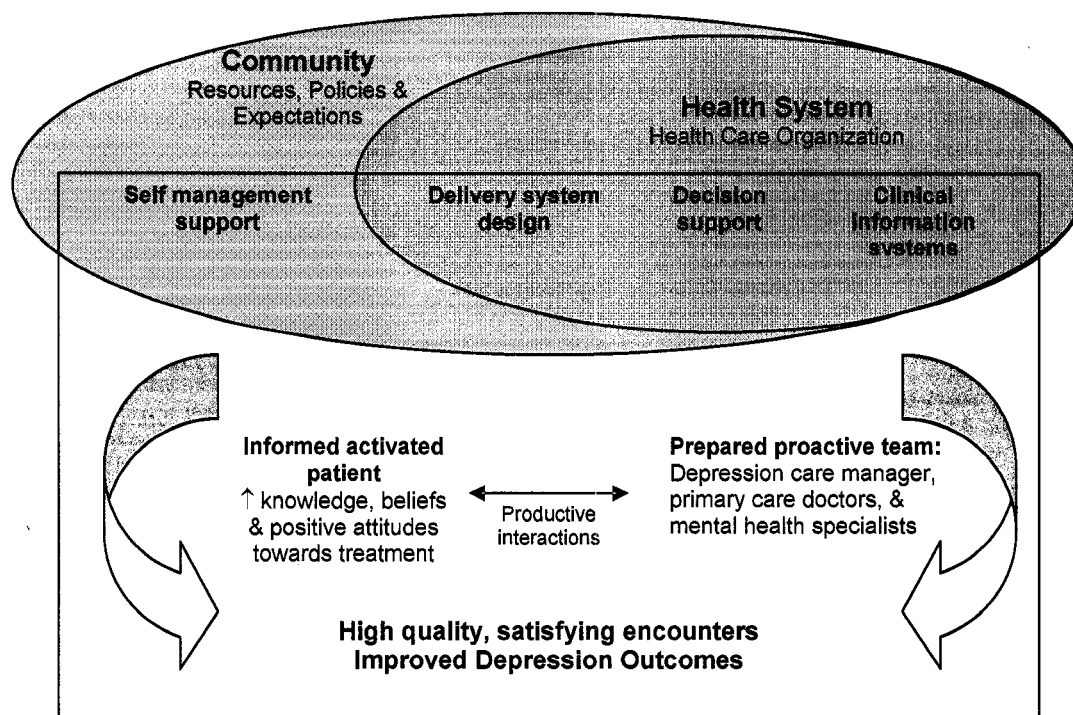 Community
Resources, Policies &
Expectations
Health System
Health Care Organization
Self management
support
Delivery system
design
Decision
support
Clinical
information
systems
Informed activated
patient
↑ knowledge, beliefs
& positive attitudes
towards treatment
Productive
interactions
Prepared proactive team:
Depression care manager,
primary care doctors, &
mental health specialists
High quality, satisfying encounters
Improved Depression Outcomes